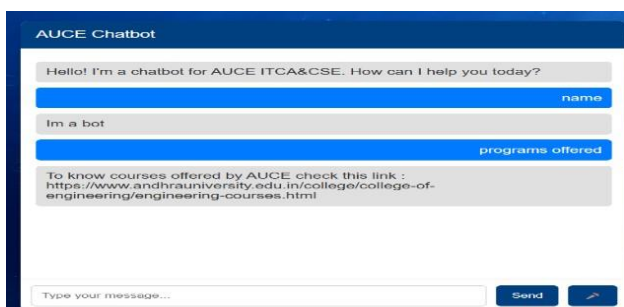 AUCE Chatbot
Hello! I'm a chatbot for AUCE ITCA&CSE. How can I help you today?
name
Im a bot
programs offered
To know courses offered by AUCE check this link :
https://www.andhrauniversity.edu.in/college/college-of-
engineering/engineering-courses.html
Type your message...
Send